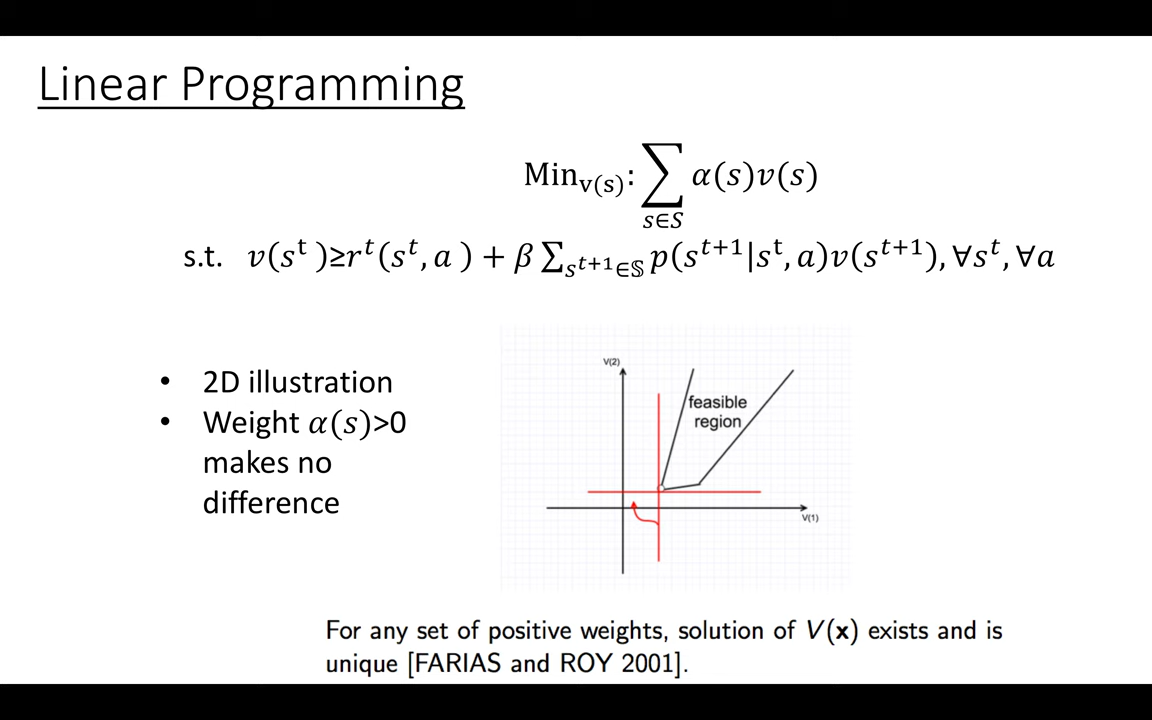 Linear Programming
Min_{v(s)}: ∑_{s∈S} α(s)v(s)
s.t. v(s^t)≥r^t(s^t, a ) + β ∑_{s^{t+1}∈𝕊} p(s^{t+1}|s^t, a)v(s^{t+1}), ∀s^t, ∀a
• 2D illustration
• Weight α(s)>0
makes no
difference
V(2)
feasible
region
V(1)
For any set of positive weights, solution of V(x) exists and is
unique [FARIAS and ROY 2001].